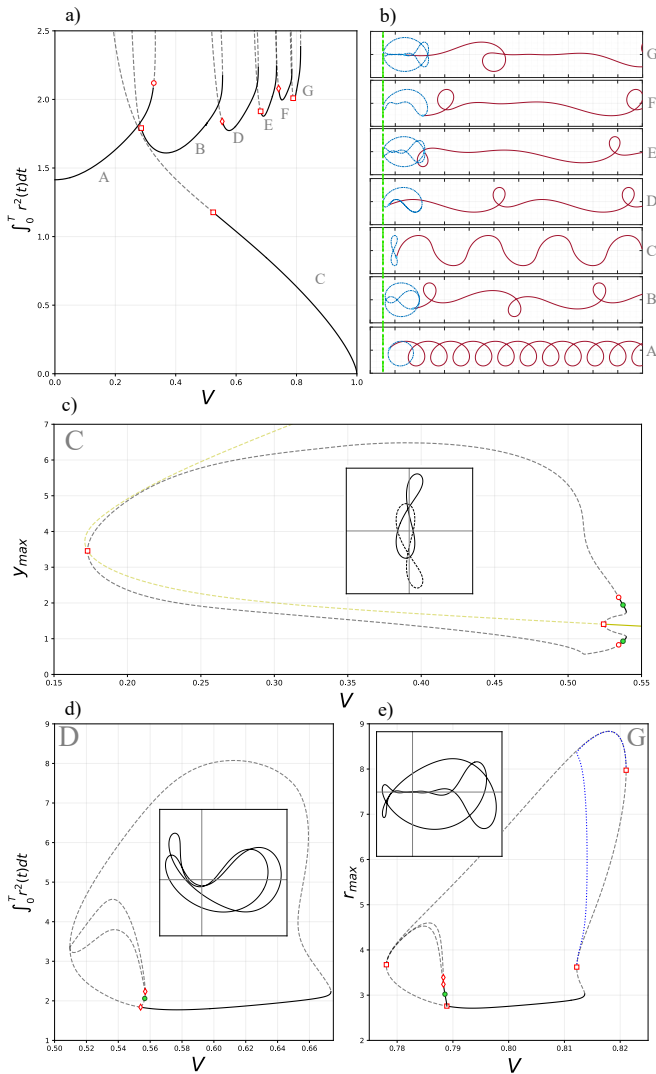 a)
b)
2.5
2.0
1.5
1.0
0.5
0.0
∫₀ᵀ r²(t)dt
A
B
C
D
E
F
G
0.0 0.2 0.4 0.6 0.8 1.0
V
G
F
E
D
C
B
A
c)
C
7
6
5
4
3
2
1
0
y_max
0.15 0.20 0.25 0.30 0.35 0.40 0.45 0.50 0.55
V
d)
D
9
8
7
6
5
4
3
2
1
∫₀ᵀ r²(t)dt
0.50 0.52 0.54 0.56 0.58 0.60 0.62 0.64 0.66
V
e)
G
9
8
7
6
5
4
3
2
r_max
0.78 0.79 0.80 0.81 0.82
V